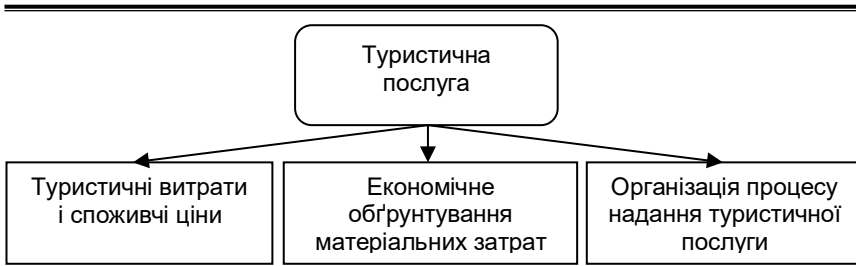 Туристична
послуга
Туристичні витрати
і споживчі ціни
Економічне
обґрунтування
матеріальних затрат
Організація процесу
надання туристичної
послуги